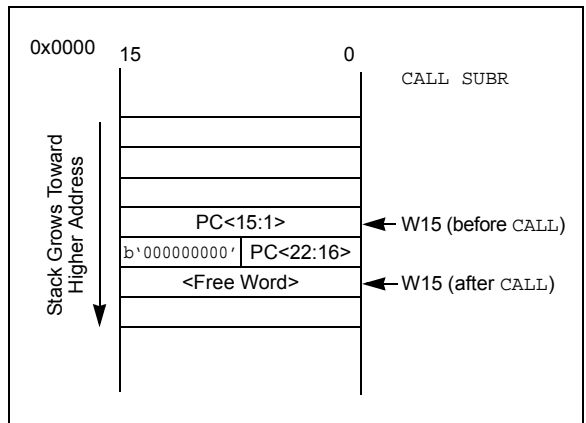 0x0000
15 0
CALL SUBR
Stack Grows Toward
Higher Address
PC<15:1>
W15 (before CALL)
b'000000000' PC<22:16>
<Free Word>
W15 (after CALL)